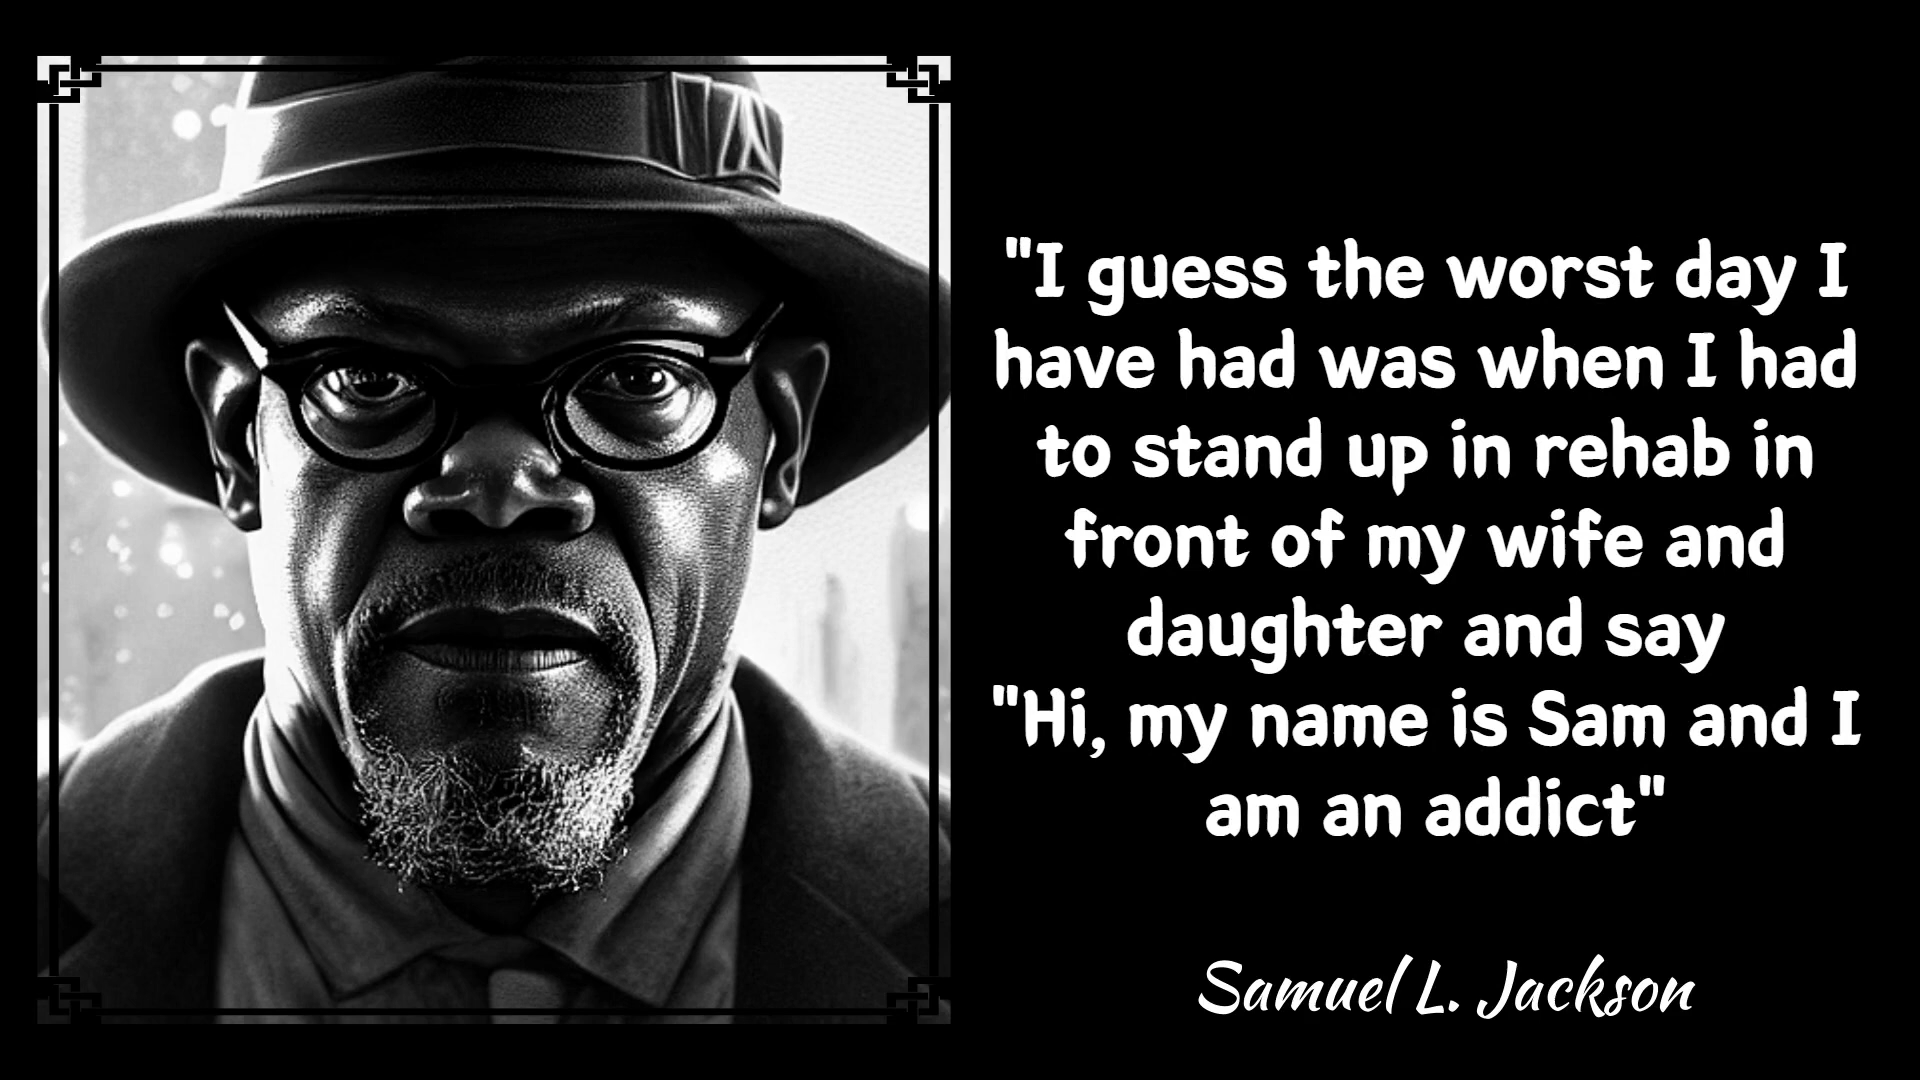 "I guess the worst day I
have had was when I had
to stand up in rehab in
front of my wife and
daughter and say
"Hi, my name is Sam and I
am an addict"
Samuel L. Jackson